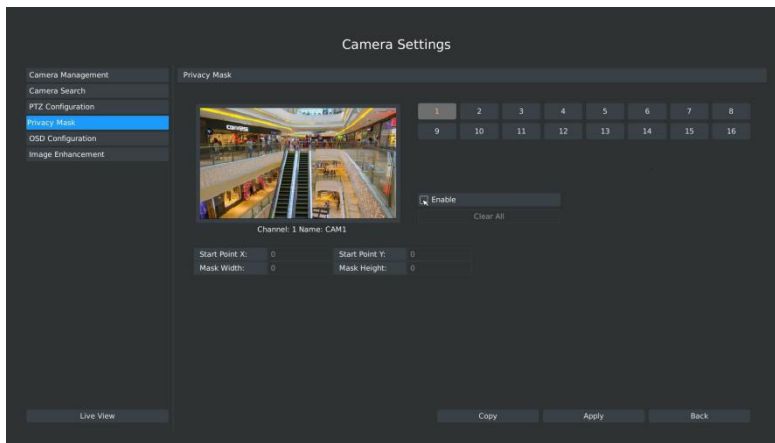 Camera Settings
Camera Management
Camera Search
PTZ Configuration
Privacy Mask
OSD Configuration
Image Enhancement
Live View
Privacy Mask
CONVERSE
Channel: 1 Name: CAM1
1 2 3 4 5 6 7 8
9 10 11 12 13 14 15 16
Enable
Clear All
Start Point X: 0 Start Point Y: 0
Mask Width: 0 Mask Height: 0
Copy Apply Back